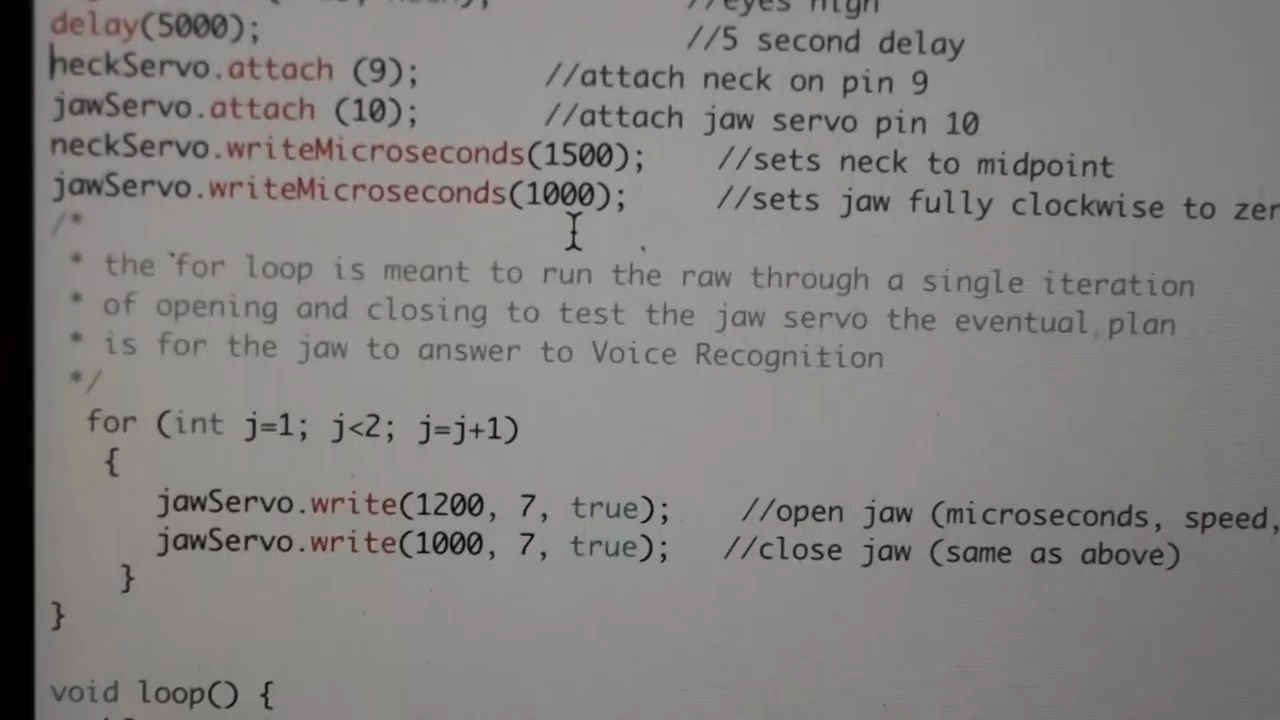 //eyes high
delay(5000); //5 second delay
neckServo.attach (9); //attach neck on pin 9
jawServo.attach (10); //attach jaw servo pin 10
neckServo.writeMicroseconds(1500); //sets neck to midpoint
jawServo.writeMicroseconds(1000); //sets jaw fully clockwise to zer
/*
* the for loop is meant to run the raw through a single iteration
* of opening and closing to test the jaw servo the eventual plan
* is for the jaw to answer to Voice Recognition
*/
for (int j=1; j<2; j=j+1)
{
jawServo.write(1200, 7, true); //open jaw (microseconds, speed,
jawServo.write(1000, 7, true); //close jaw (same as above)
}
}
void loop() {